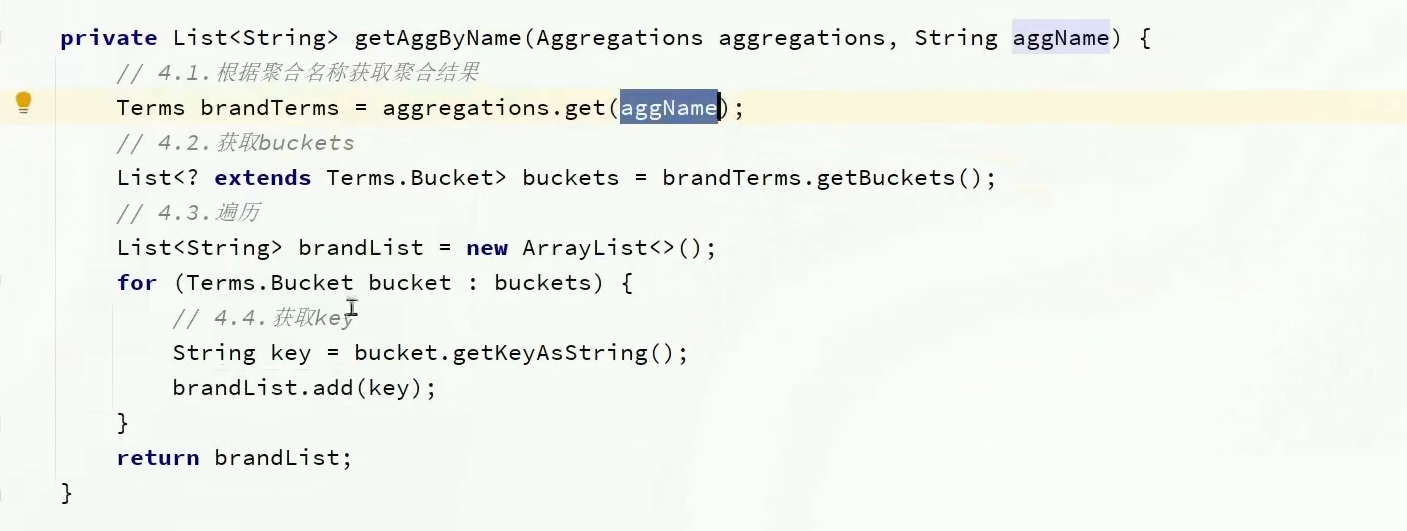 private List<String> getAggByName(Aggregations aggregations, String aggName) {
// 4.1.根据聚合名称获取聚合结果
Terms brandTerms = aggregations.get(aggName);
// 4.2.获取buckets
List<? extends Terms.Bucket> buckets = brandTerms.getBuckets();
// 4.3.遍历
List<String> brandList = new ArrayList<>();
for (Terms.Bucket bucket : buckets) {
// 4.4.获取key
String key = bucket.getKeyAsString();
brandList.add(key);
}
return brandList;
}